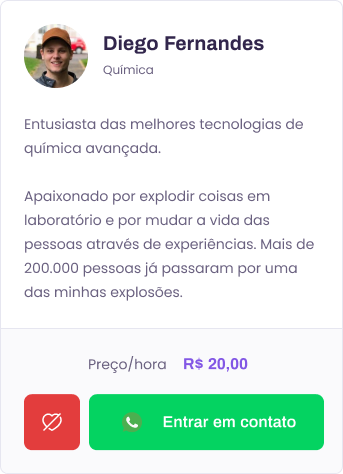 Diego Fernandes
Química
Entusiasta das melhores tecnologias de
química avançada.
Apaixonado por explodir coisas em
laboratório e por mudar a vida das
pessoas através de experiências. Mais de
200.000 pessoas já passaram por uma
das minhas explosões.
Preço/hora R$ 20,00
Entrar em contato